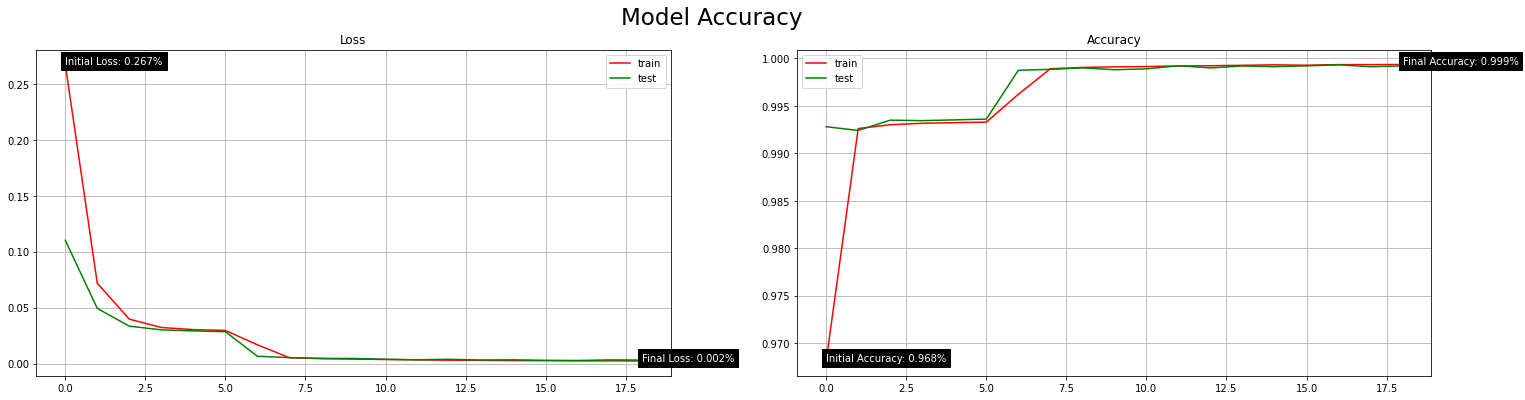 Model Accuracy
Loss
Initial Loss: 0.267%
train
test
0.25
0.20
0.15
0.10
0.05
0.00
Final Loss: 0.002%
0.0 2.5 5.0 7.5 10.0 12.5 15.0 17.5
Accuracy
train
test
Final Accuracy: 0.999%
1.000
0.995
0.990
0.985
0.980
0.975
0.970
Initial Accuracy: 0.968%
0.0 2.5 5.0 7.5 10.0 12.5 15.0 17.5